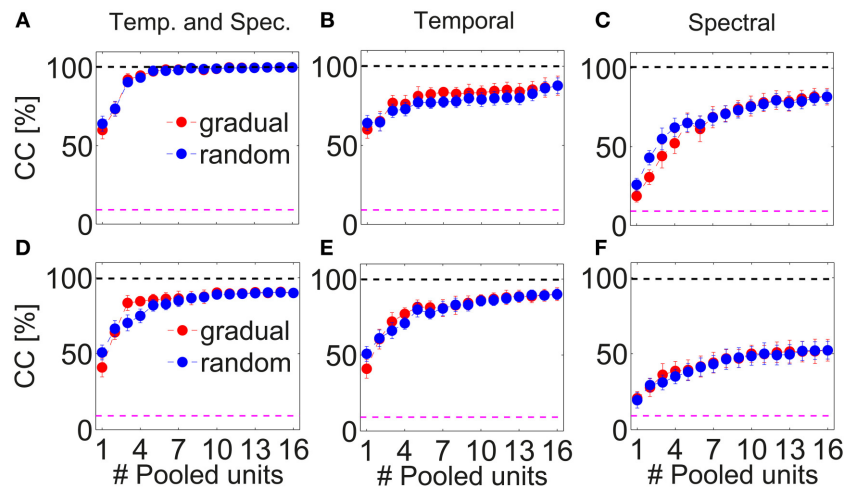 A Temp. and Spec. B Temporal C Spectral
CC [%]
100
50
0
gradual
random
100
50
0
100
50
0
D E F
CC [%]
100
50
0
gradual
random
100
50
0
100
50
0
1 4 7 10 13 16 1 4 7 10 13 16 1 4 7 10 13 16
# Pooled units # Pooled units # Pooled units